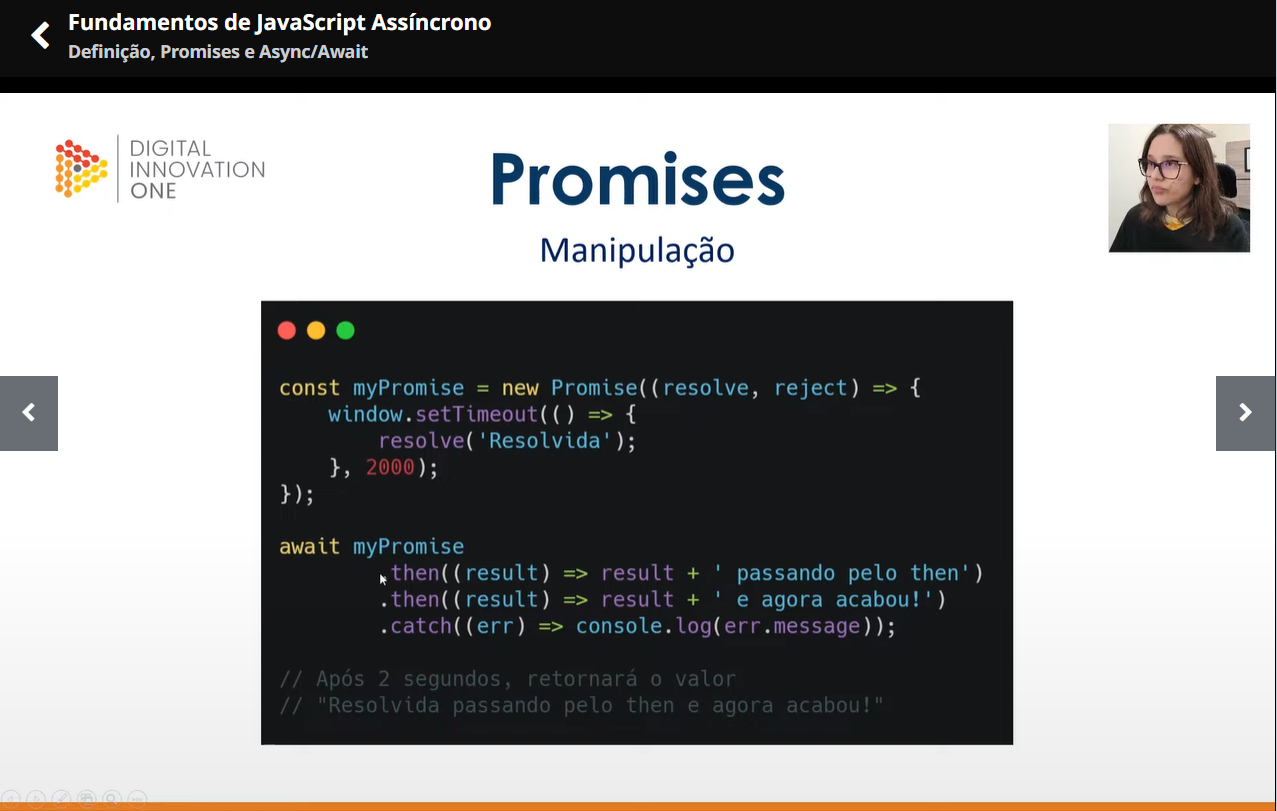 Fundamentos de JavaScript Assíncrono
Definição, Promises e Async/Await
DIGITAL
INNOVATION
ONE
Promises
Manipulação
const myPromise = new Promise((resolve, reject) => {
    window.setTimeout(() => {
        resolve('Resolvida');
    }, 2000);
});

await myPromise
        .then((result) => result + ' passando pelo then')
        .then((result) => result + ' e agora acabou!')
        .catch((err) => console.log(err.message));

// Após 2 segundos, retornará o valor
// "Resolvida passando pelo then e agora acabou!"